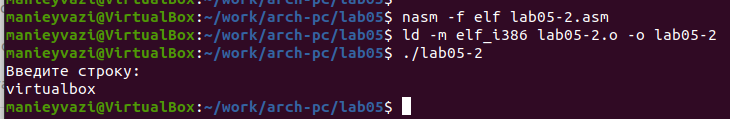 manieyvazi@VirtualBox:~/work/arch-pc/lab05$ nasm -f elf lab05-2.asm
manieyvazi@VirtualBox:~/work/arch-pc/lab05$ ld -m elf_i386 lab05-2.o -o lab05-2
manieyvazi@VirtualBox:~/work/arch-pc/lab05$ ./lab05-2
Введите строку:
virtualbox
manieyvazi@VirtualBox:~/work/arch-pc/lab05$